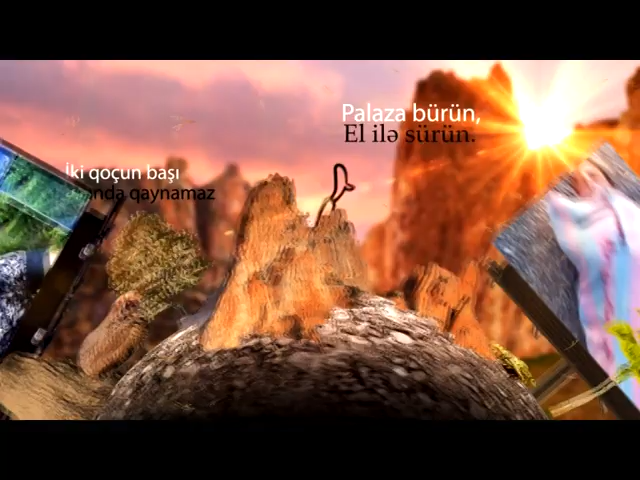 Palaza bürün,
El ilə sürün.
İki qoçun başı
qaynamaz